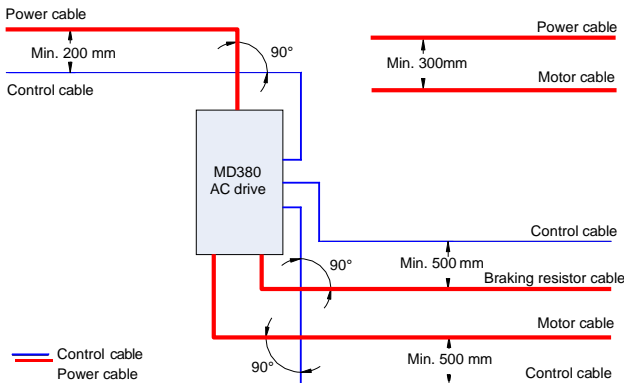 Power cable
Min. 200 mm
90°
Control cable
Power cable
Min. 300mm
Motor cable
MD380
AC drive
Control cable
90°
Min. 500 mm
Braking resistor cable
Motor cable
Control cable
Power cable
90°
Min. 500 mm
Control cable